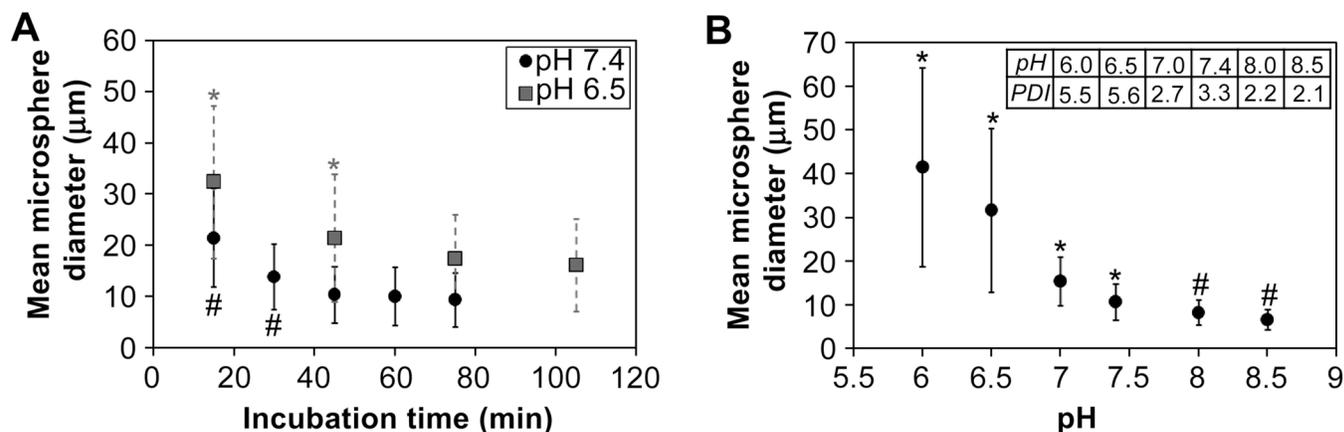 A
Mean microsphere
diameter (μm)
60
50
40
30
20
10
0
* * # #
pH 7.4
pH 6.5
0 20 40 60 80 100 120
Incubation time (min)
B
Mean microsphere
diameter (μm)
70
60
50
40
30
20
10
0
pH 6.0 6.5 7.0 7.4 8.0 8.5
PDI 5.5 5.6 2.7 3.3 2.2 2.1
* * * * # #
5.5 6 6.5 7 7.5 8 8.5 9
pH